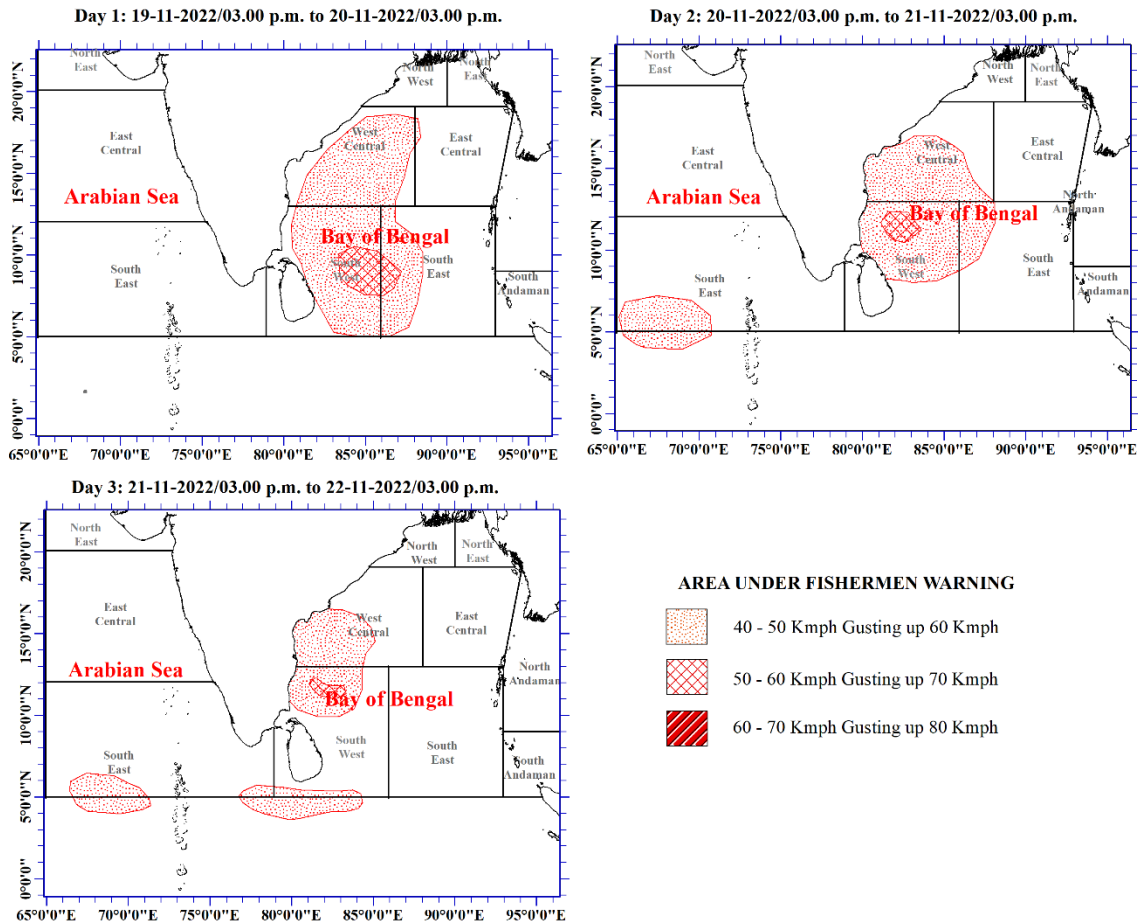 Day 1: 19-11-2022/03.00 p.m. to 20-11-2022/03.00 p.m.
North
East
North
West
North
East
20°0'0"N
East
Central
West
Central
East
Central
15°0'0"N
Arabian Sea
Bay of Bengal
10°0'0"N
South
East
South
West
South
East
South
Andaman
5°0'0"N
0°0'0"
65°0'0"E
70°0'0"E
75°0'0"E
80°0'0"E
85°0'0"E
90°0'0"E
95°0'0"E
Day 2: 20-11-2022/03.00 p.m. to 21-11-2022/03.00 p.m.
North
East
North
West
North
East
20°0'0"N
East
Central
West
Central
East
Central
15°0'0"N
Arabian Sea
Bay of Bengal
North
Andaman
10°0'0"N
South
East
South
West
South
East
South
Andaman
5°0'0"N
0°0'0"
65°0'0"E
70°0'0"E
75°0'0"E
80°0'0"E
85°0'0"E
90°0'0"E
95°0'0"E
Day 3: 21-11-2022/03.00 p.m. to 22-11-2022/03.00 p.m.
North
East
North
West
North
East
20°0'0"N
East
Central
West
Central
East
Central
15°0'0"N
Arabian Sea
Bay of Bengal
North
Andaman
10°0'0"N
South
East
South
West
South
East
South
Andaman
5°0'0"N
0°0'0"
65°0'0"E
70°0'0"E
75°0'0"E
80°0'0"E
85°0'0"E
90°0'0"E
95°0'0"E
AREA UNDER FISHERMEN WARNING
40 - 50 Kmph Gusting up 60 Kmph
50 - 60 Kmph Gusting up 70 Kmph
60 - 70 Kmph Gusting up 80 Kmph